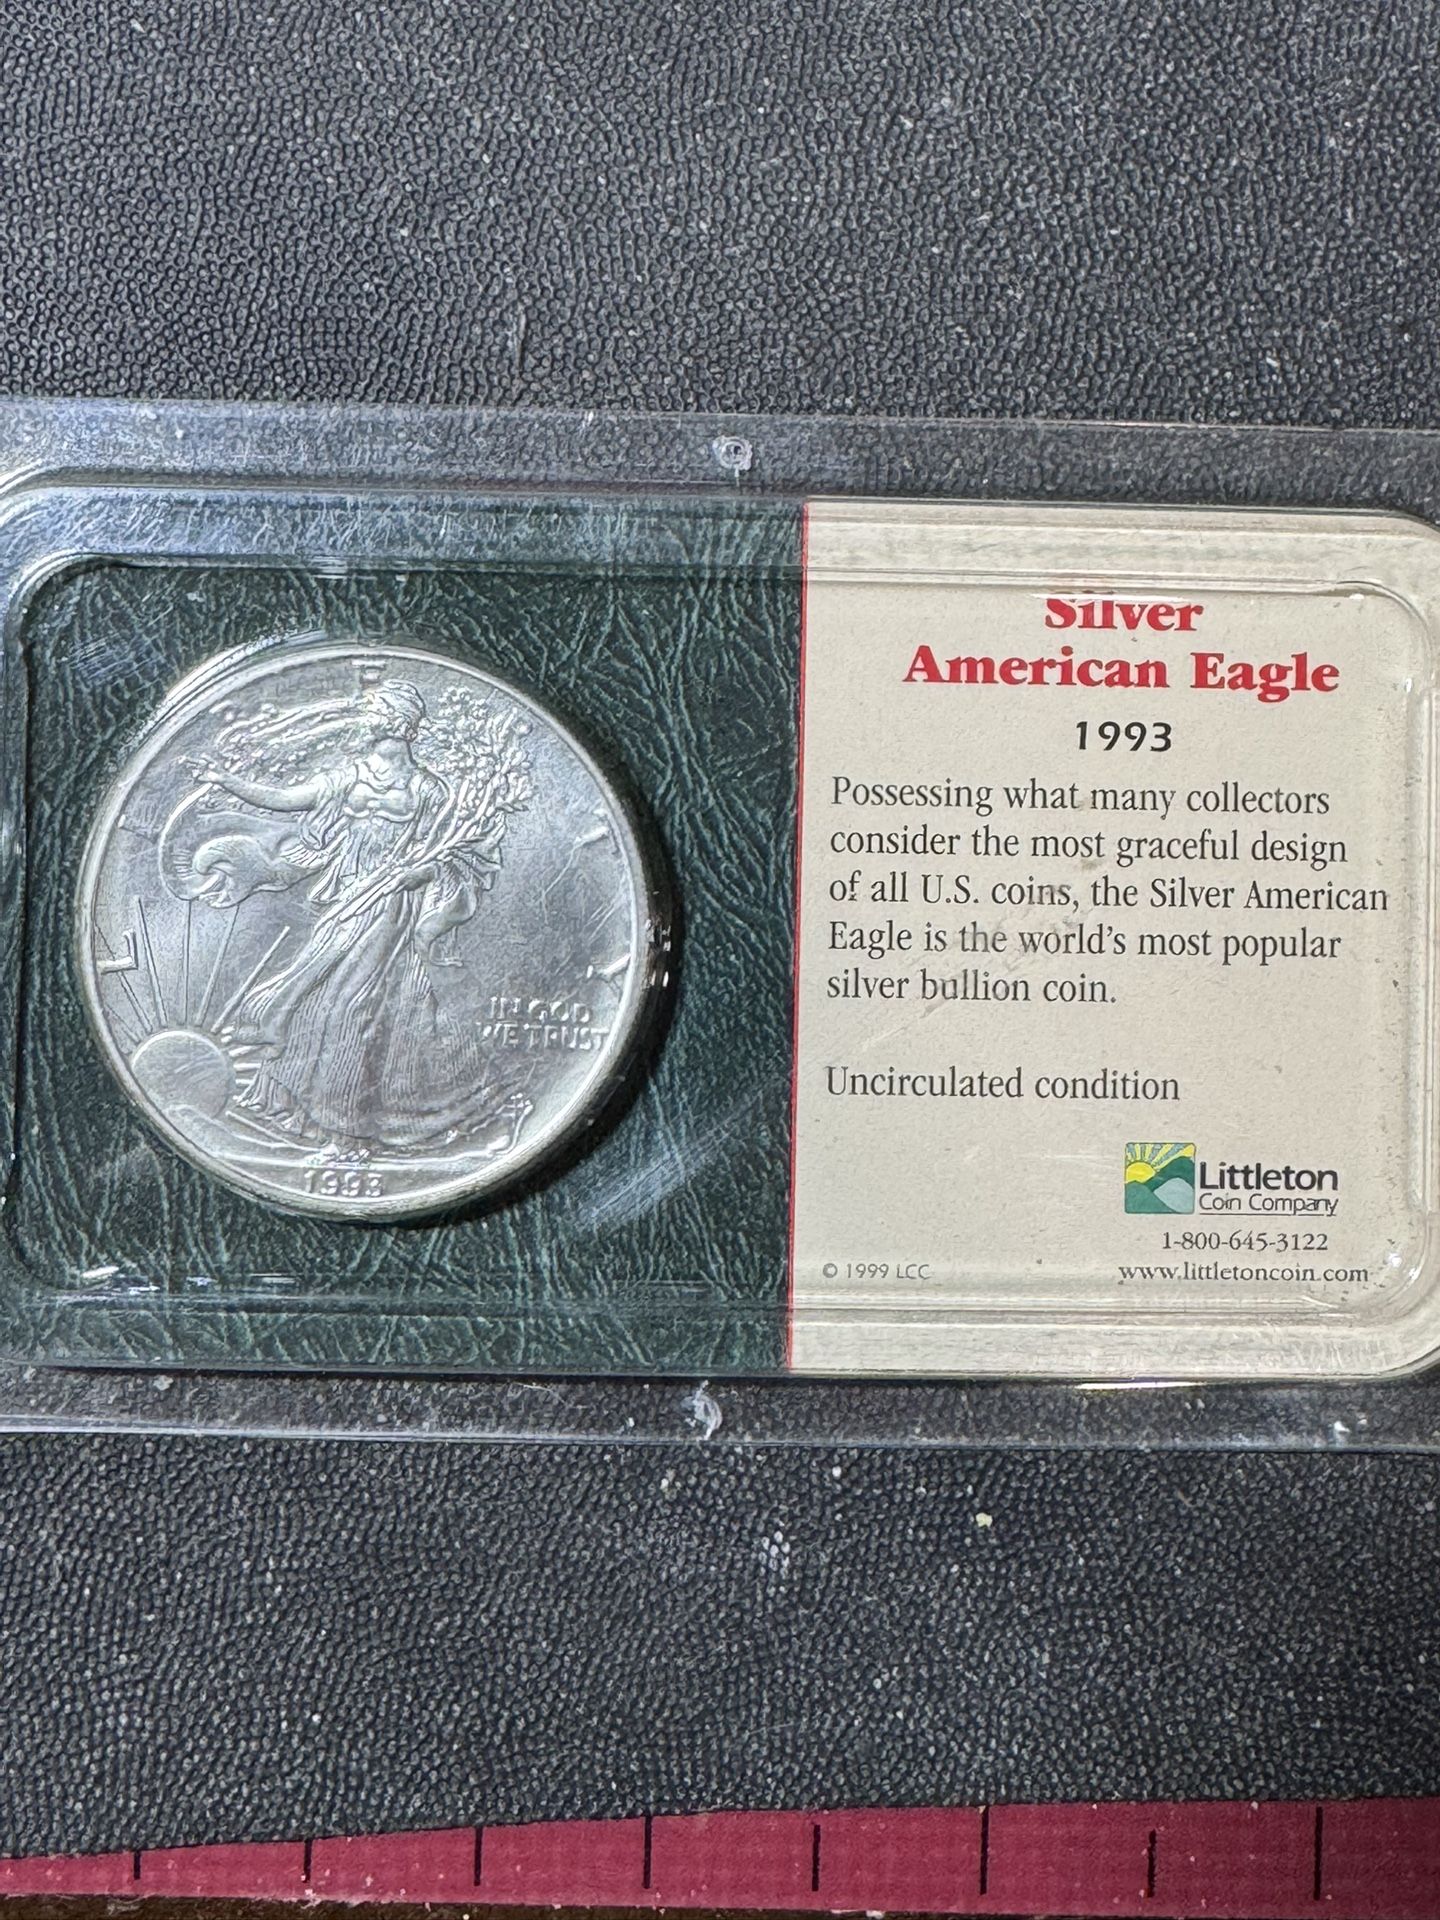 Silver
American Eagle
1993
Possessing what many collectors
consider the most graceful design
of all U.S. coins, the Silver American
Eagle is the world's most popular
silver bullion coin.
Uncirculated condition
Littleton
Coin Company
1-800-645-3122
© 1999 LCC
www.littletoncoin.com
L
E
T
Y
IN GOD
WE TRUST
1993